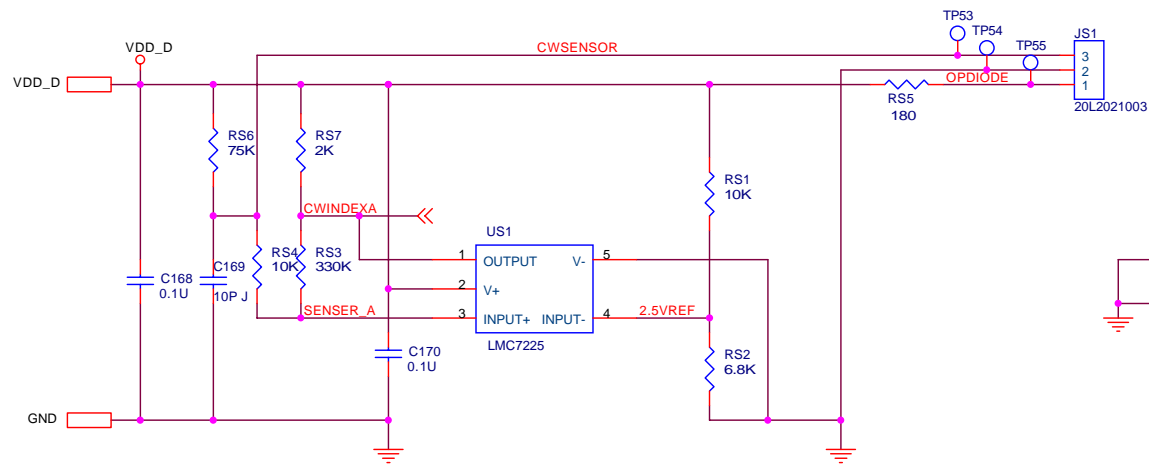 TP53
TP54
TP55
JS1
VDD_D
CWSENSOR
3
2
1
VDD_D
OPDIODE
RS5
180
20L2021003
RS6
75K
RS7
2K
RS1
10K
CWINDEXA
US1
C168
0.1U
C169
10P J
RS4
10K
RS3
330K
1
OUTPUT
V-
5
2
V+
3
INPUT+
INPUT-
4
SENSER_A
2.5VREF
LMC7225
C170
0.1U
RS2
6.8K
GND